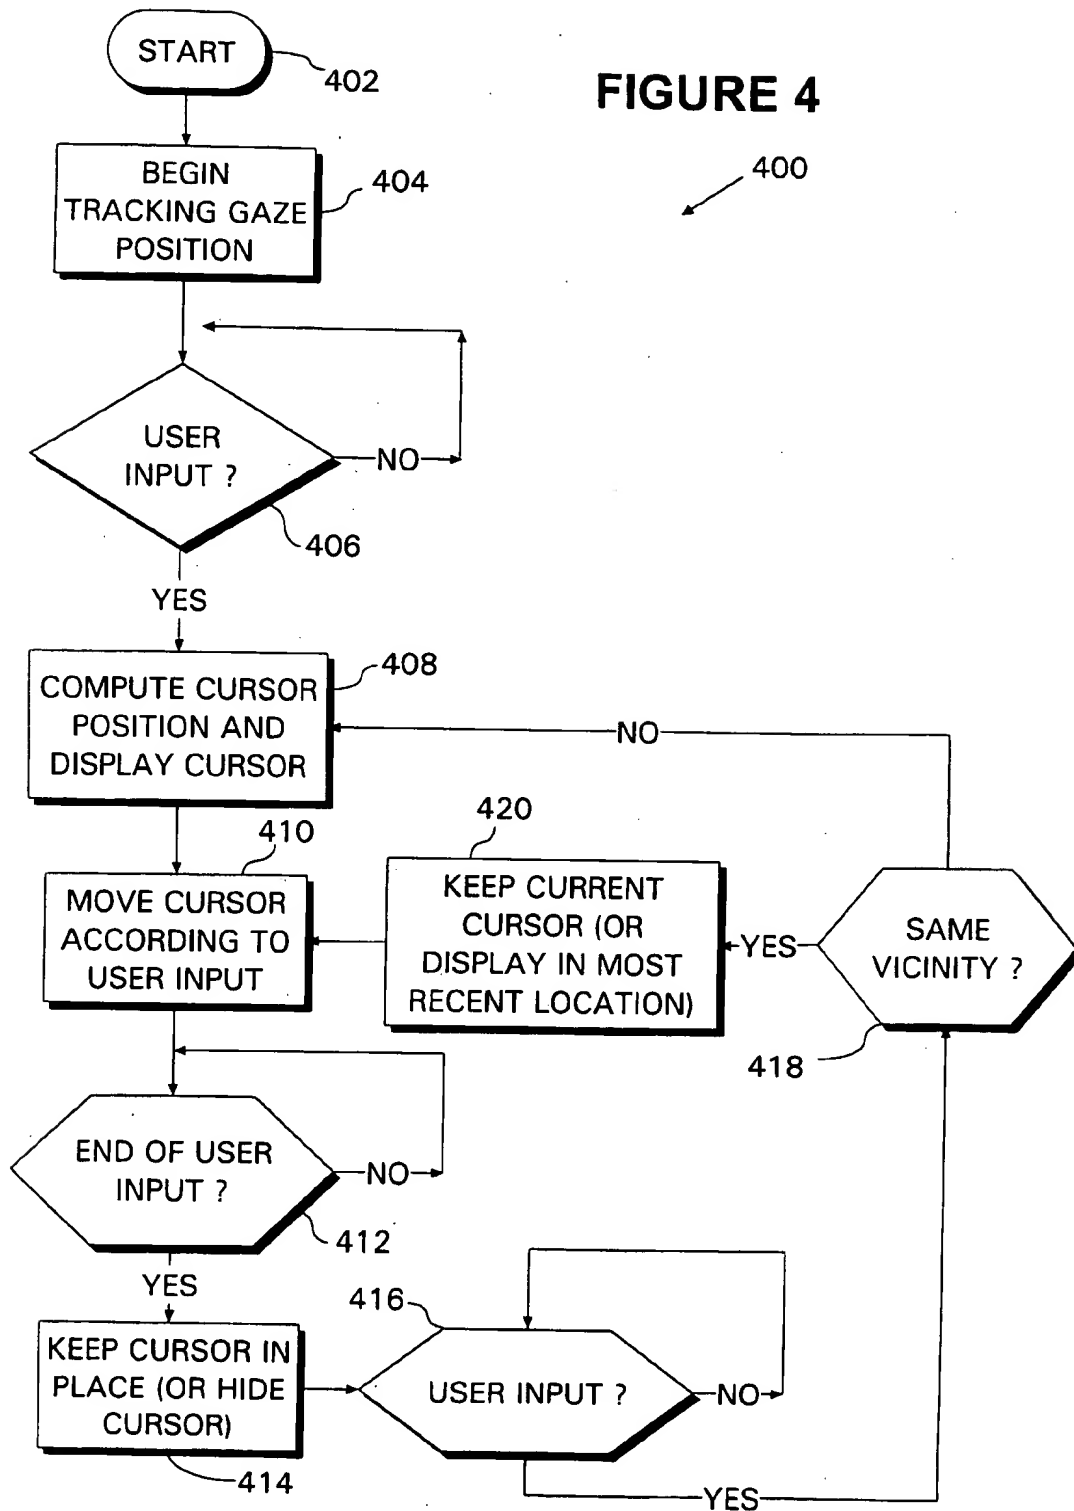 START
402
FIGURE 4
BEGIN
TRACKING GAZE
POSITION
404
400
USER
INPUT ?
NO
406
YES
408
COMPUTE CURSOR
POSITION AND
DISPLAY CURSOR
NO
410
420
MOVE CURSOR
ACCORDING TO
USER INPUT
KEEP CURRENT
CURSOR (OR
DISPLAY IN MOST
RECENT LOCATION)
YES
SAME
VICINITY ?
418
END OF USER
INPUT ?
NO
412
YES
416
KEEP CURSOR IN
PLACE (OR HIDE
CURSOR)
414
USER INPUT ?
NO
YES